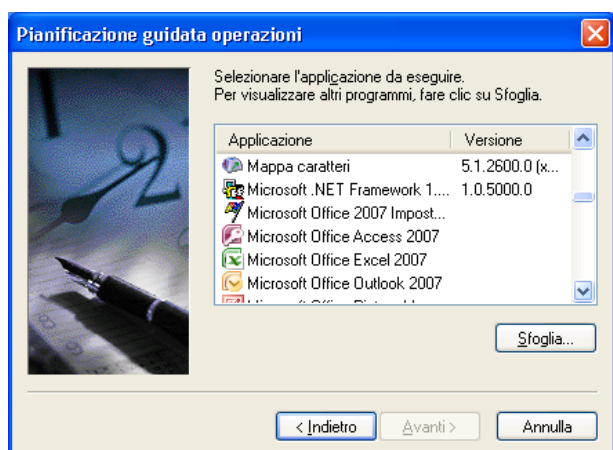 Pianificazione guidata operazioni
Selezionare l'applicazione da eseguire.
Per visualizzare altri programmi, fare clic su Sfoglia.
Applicazione Versione
Mappa caratteri 5.1.2600.0 (x...
Microsoft .NET Framework 1.... 1.0.5000.0
Microsoft Office 2007 Impost...
Microsoft Office Access 2007
Microsoft Office Excel 2007
Microsoft Office Outlook 2007
Sfoglia...
< Indietro Avanti > Annulla